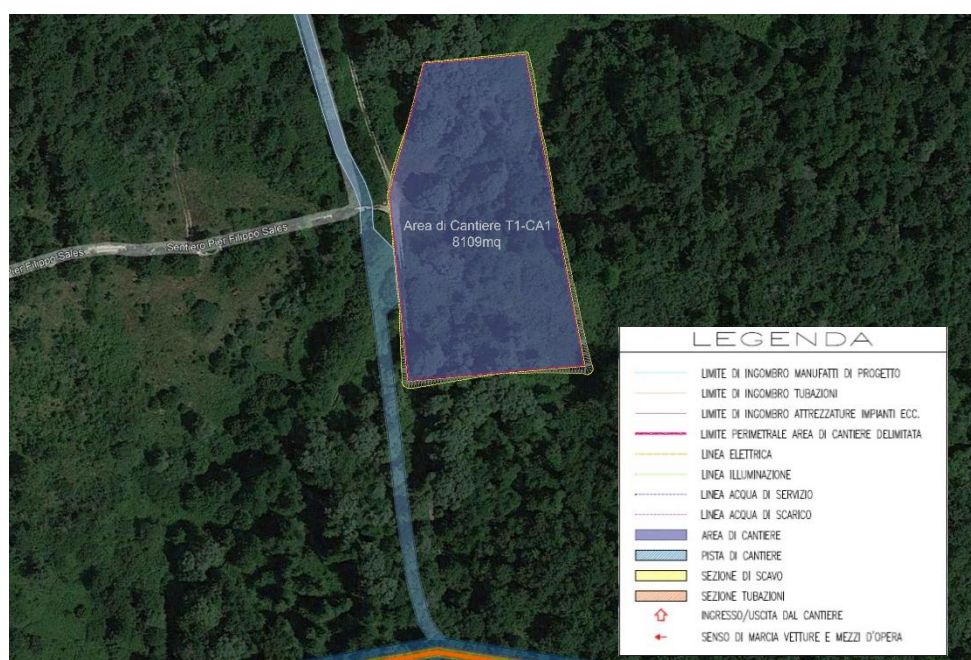 Area di Cantiere T1-CA1
8109mq
Sentiero Pier Filippo Sales
Pier Filippo Sales
LEGENDA
LIMITE DI INGOMBRO MANUFATTI DI PROGETTO
LIMITE DI INGOMBRO TUBAZIONI
LIMITE DI INGOMBRO ATTREZZATURE IMPIANTI ECC.
LIMITE PERIMETRALE AREA DI CANTIERE DELIMITATA
LINEA ELETTRICA
LINEA ILLUMINAZIONE
LINEA ACQUA DI SERVIZIO
LINEA ACQUA DI SCARICO
AREA DI CANTIERE
PISTA DI CANTIERE
SEZIONE DI SCAVO
SEZIONE TUBAZIONI
INGRESSO/USCITA DAL CANTIERE
SENSO DI MARCIA VETTURE E MEZZI D'OPERA